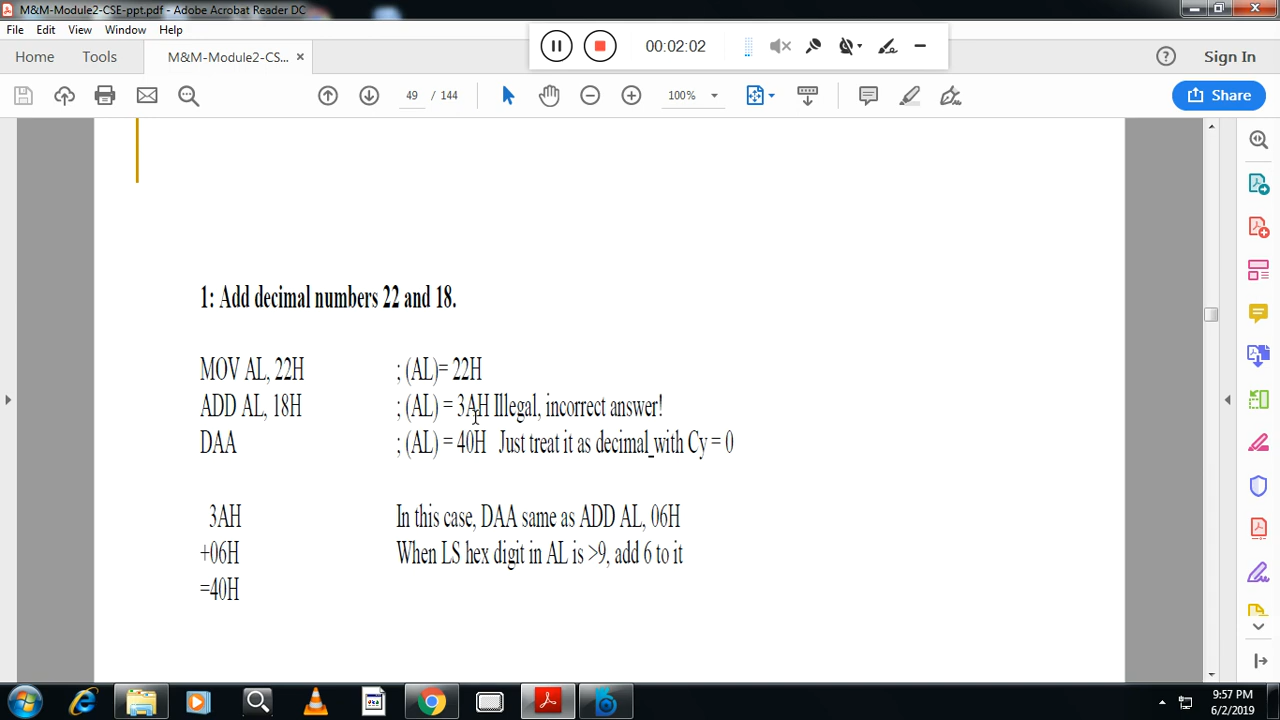 M&M-Module2-CSE-ppt.pdf - Adobe Acrobat Reader DC
File Edit View Window Help
00:02:02
Home Tools M&M-Module2-CS... × Sign In
49 / 144 100% Share
1: Add decimal numbers 22 and 18.
MOV AL, 22H ; (AL)= 22H
ADD AL, 18H ; (AL) = 3AH Illegal, incorrect answer!
DAA ; (AL) = 40H Just treat it as decimal_with Cy = 0
3AH In this case, DAA same as ADD AL, 06H
+06H When LS hex digit in AL is >9, add 6 to it
=40H
9:57 PM
6/2/2019